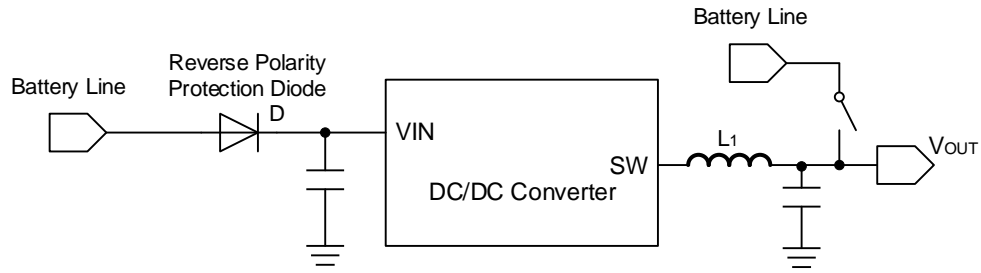 Battery Line
Reverse Polarity
Protection Diode
D
Battery Line
VIN
SW
DC/DC Converter
L1
VOUT